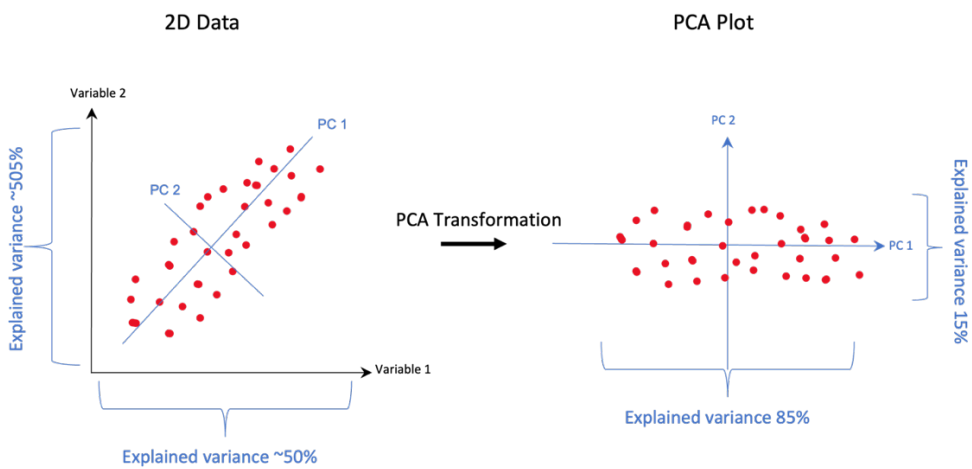 2D Data
PCA Plot
Variable 2
PC 1
PC 2
Explained variance ~505%
Variable 1
Explained variance ~50%
PCA Transformation
PC 2
PC 1
Explained
variance 15%
Explained variance 85%